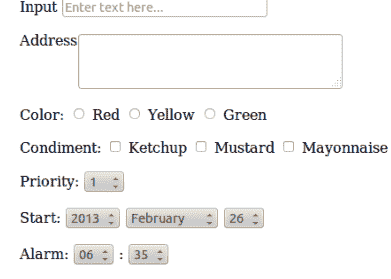 Input Enter text here...
Address
Color: Red Yellow Green
Condiment: Ketchup Mustard Mayonnaise
Priority: 1
Start: 2013 February 26
Alarm: 06 : 35